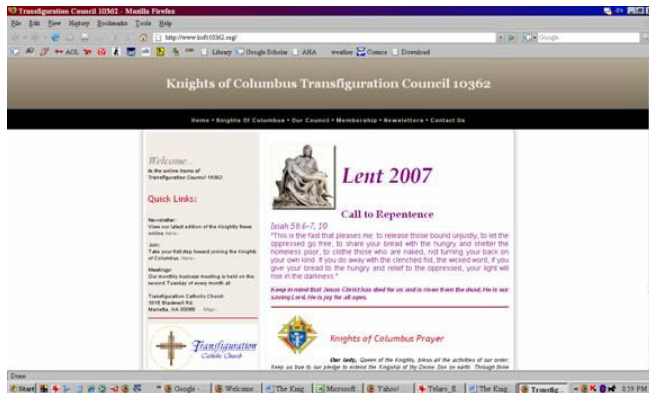 Transfiguration Council 10362 - Mozilla Firefox
File Edit View History Bookmarks Tools Help
http://www.kofc10362.org/
Google
AOL Library Google Scholar AHA weather Comics Download
Knights of Columbus Transfiguration Council 10362
Home • Knights Of Columbus • Our Council • Membership • Newsletters • Contact Us
Welcome...
to the online home of
Transfiguration Council 10362.
Quick Links:
Newsletter:
View our latest edition of the Knightly News
online Here
Join:
Take your first step toward joining the Knights
of Columbus
Meetings:
Our monthly business meeting is held on the
second Tuesday of every month at:
Transfiguration Catholic Church
Blackwell Rd.
Marietta, GA 30066 Map
Transfiguration
Catholic Church
Lent 2007
Call to Repentence
Isiah 58:6-7, 10
"This is the fast that pleases me: to release those bound unjustly, to let the
oppressed go free, to share your bread with the hungry and shelter the
homeless poor, to clothe those who are naked, not turning your back on
your own kind. If you do away with the clenched fist, the wicked word, if you
give your bread to the hungry and relief to the oppressed, your light will
rise in the darkness."
Keep in mind that Jesus Christ has died for us and is risen from the dead. He is our
saving Lord, He is joy for all ages.
Knights of Columbus Prayer
Our lady, Queen of the Knights, bless all the activities of our order.
Keep us true to our pledge to extend the Kingship of thy Divine Son on earth. Through thine
Done
Start Google - Welcome... The Knig... Microsoft... Yahoo! The Knig... Transfig... 8:59 PM